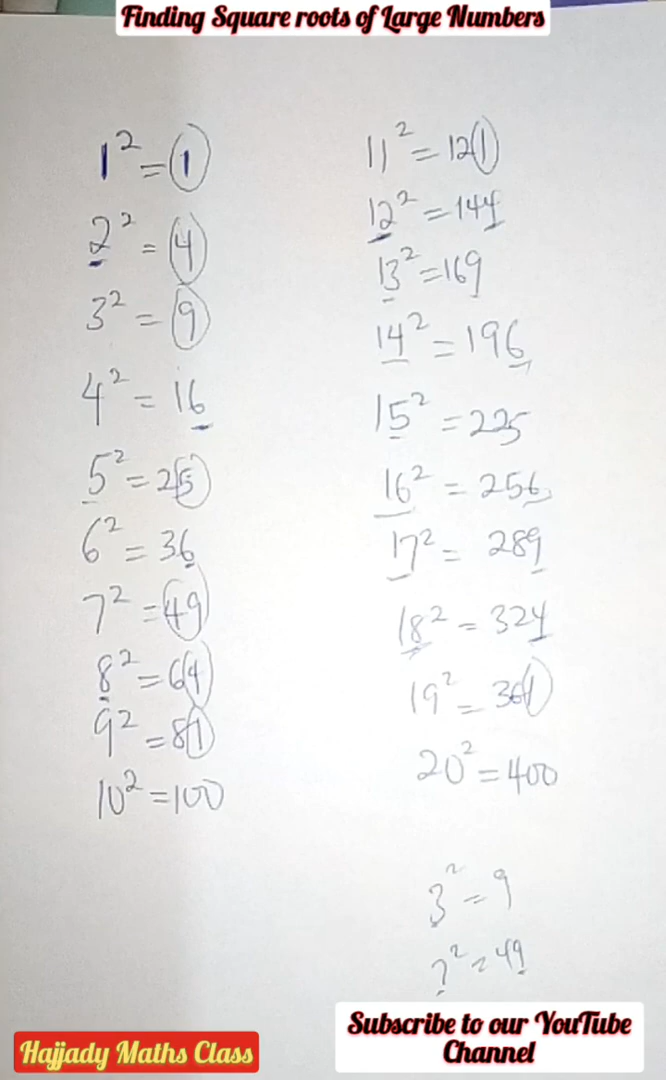 Finding Square roots of Large Numbers
1² = 1
2² = 4
3² = 9
4² = 16
5² = 25
6² = 36
7² = 49
8² = 64
9² = 81
10² = 100
11² = 121
12² = 144
13² = 169
14² = 196
15² = 225
16² = 256
17² = 289
18² = 324
19² = 361
20² = 400
3² = 9
7² = 49
Hajjady Maths Class
Subscribe to our YouTube
Channel